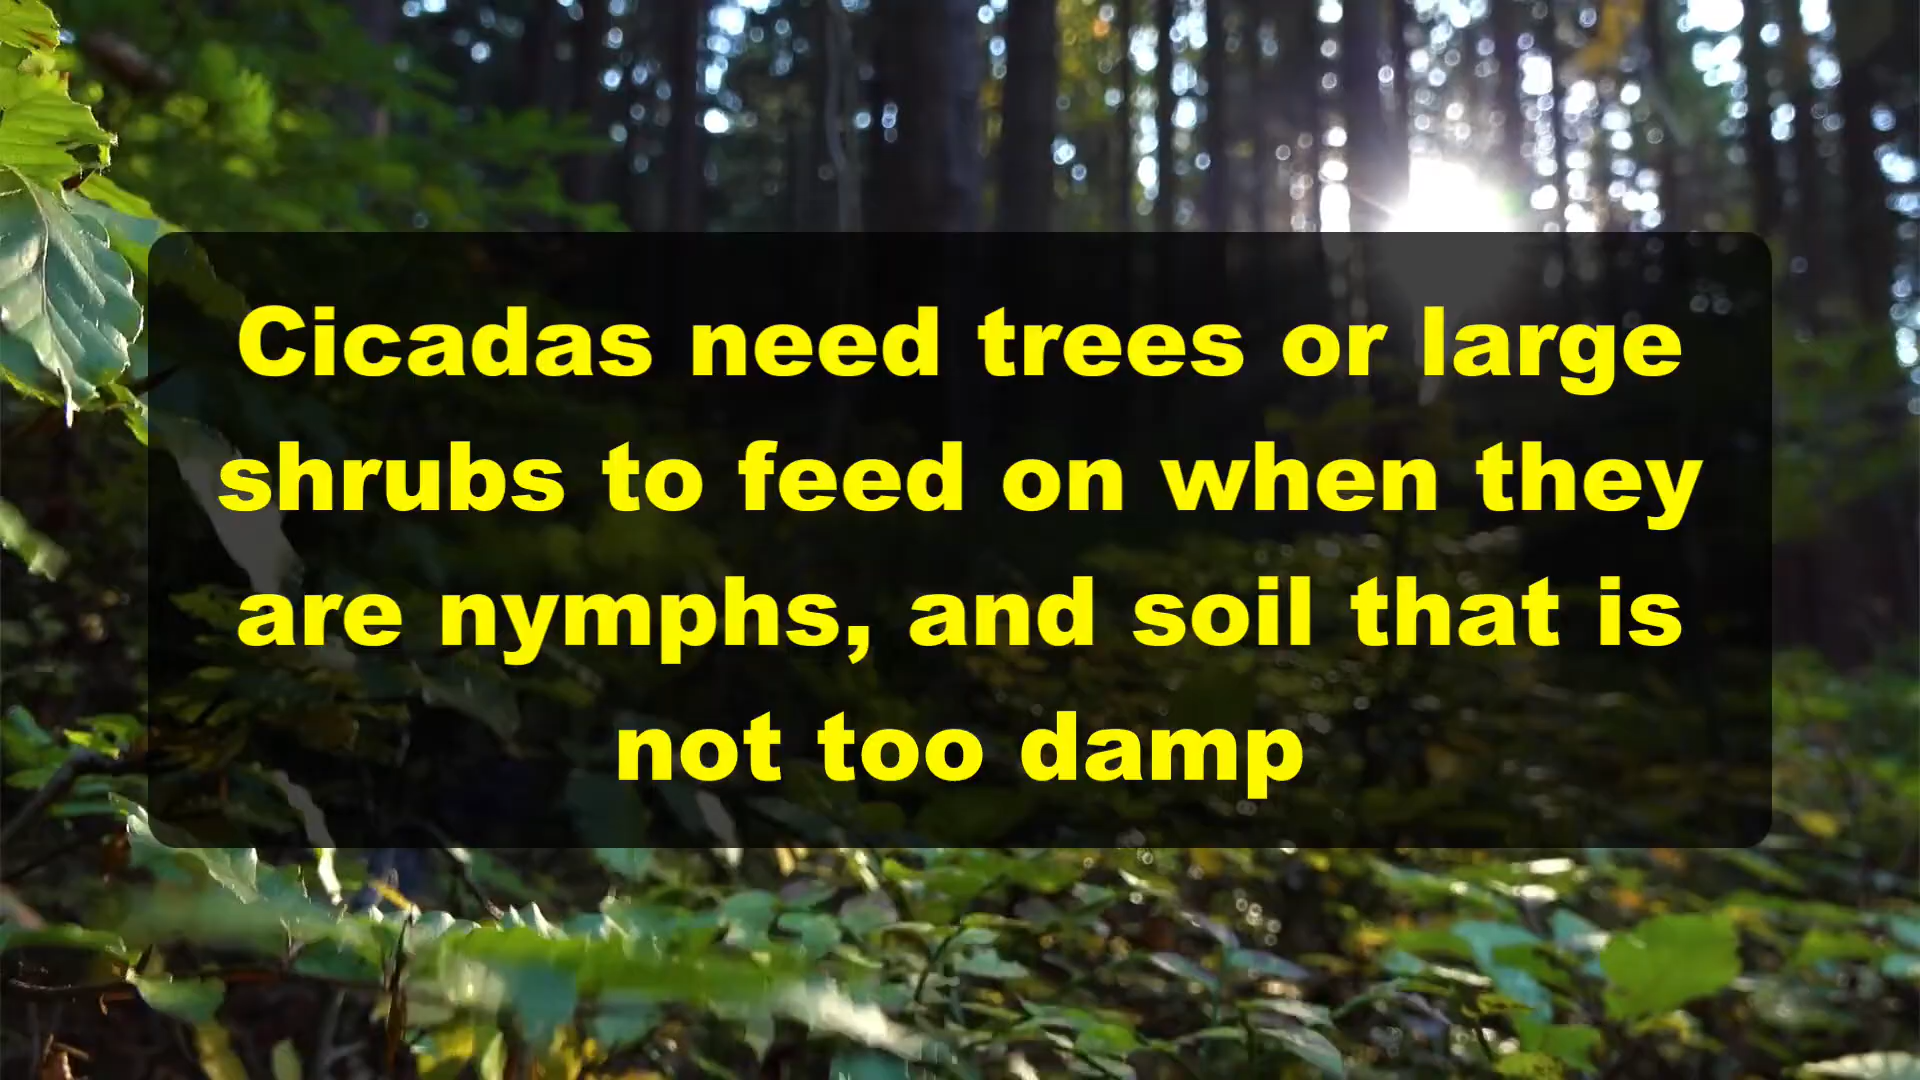 Cicadas need trees or large
shrubs to feed on when they
are nymphs, and soil that is
not too damp